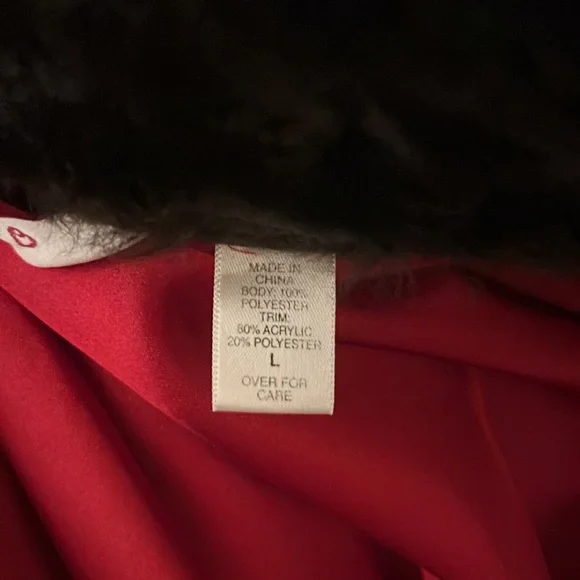 MADE IN
CHINA
BODY: 100%
POLYESTER
TRIM:
80% ACRYLIC
20% POLYESTER
L
OVER FOR
CARE